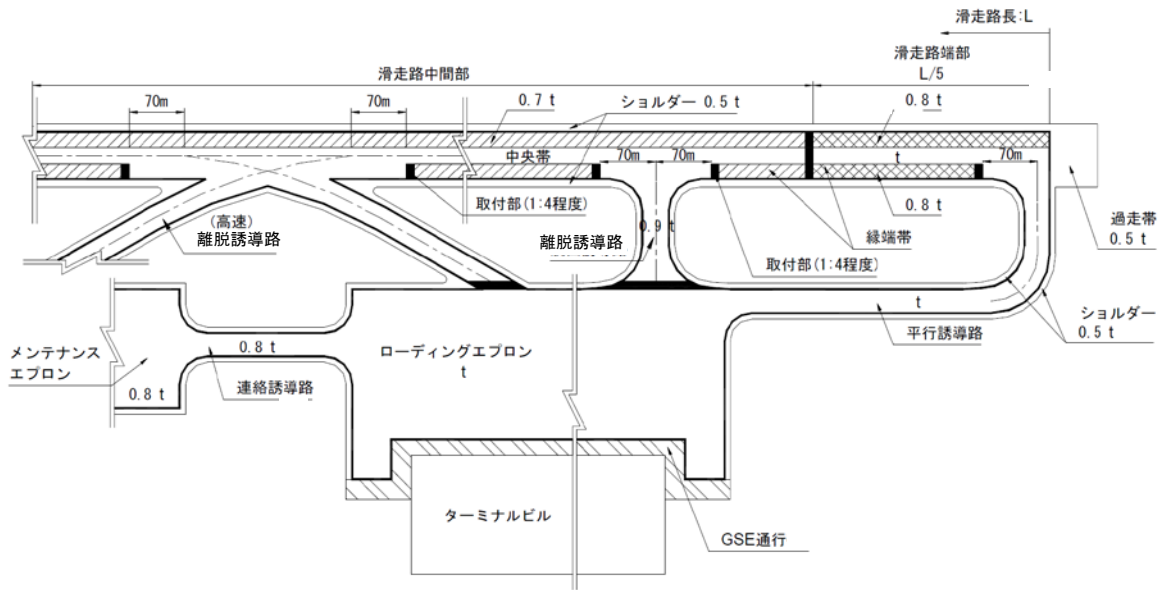 滑走路長:L
滑走路中間部
滑走路端部
L/5
70m
70m
0.7 t
ショルダー 0.5 t
0.8 t
中央帯
70m
70m
t
70m
取付部(1:4程度)
0.8 t
(高速)
離脱誘導路
離脱誘導路
0.9 t
縁端帯
過走帯
0.5 t
取付部(1:4程度)
t
ショルダー
0.5 t
平行誘導路
メンテナンス
エプロン
0.8 t
0.8 t
連絡誘導路
ローディングエプロン
t
ターミナルビル
GSE通行